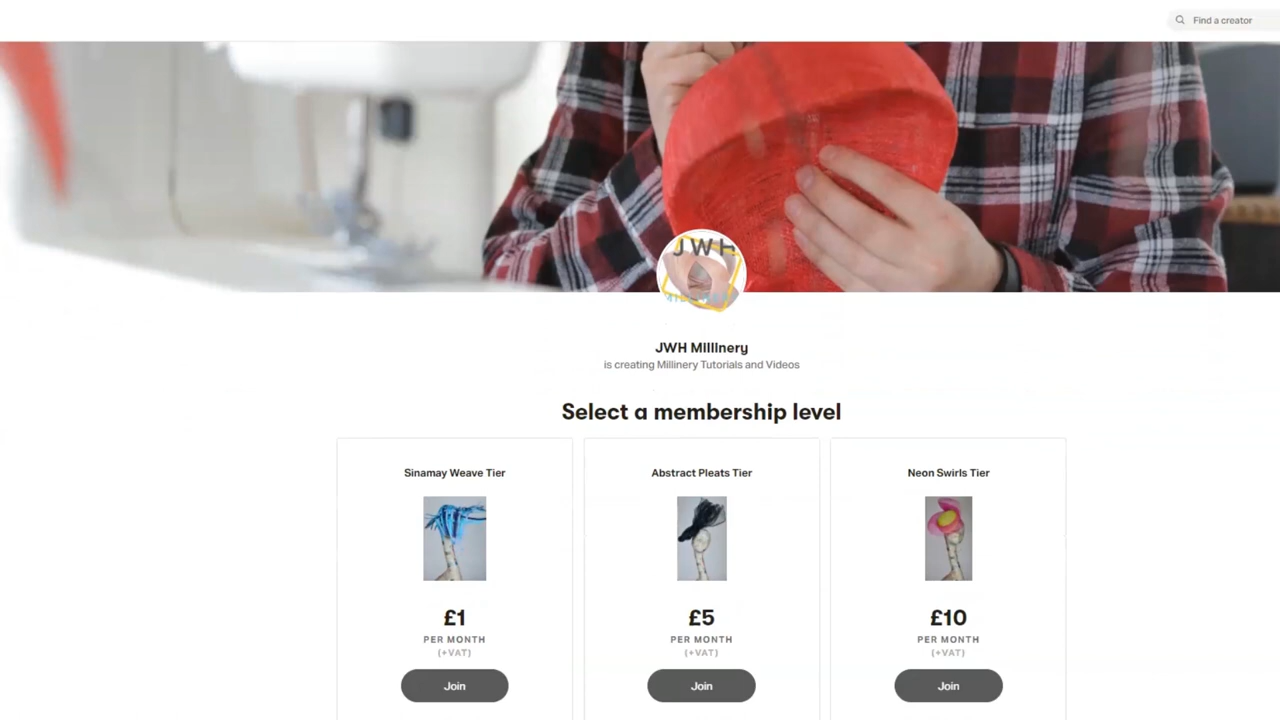 Find a creator
JWH
JWH Millinery
is creating Millinery Tutorials and Videos
Select a membership level
Sinamay Weave Tier
£1
PER MONTH
(+VAT)
Join
Abstract Pleats Tier
£5
PER MONTH
(+VAT)
Join
Neon Swirls Tier
£10
PER MONTH
(+VAT)
Join